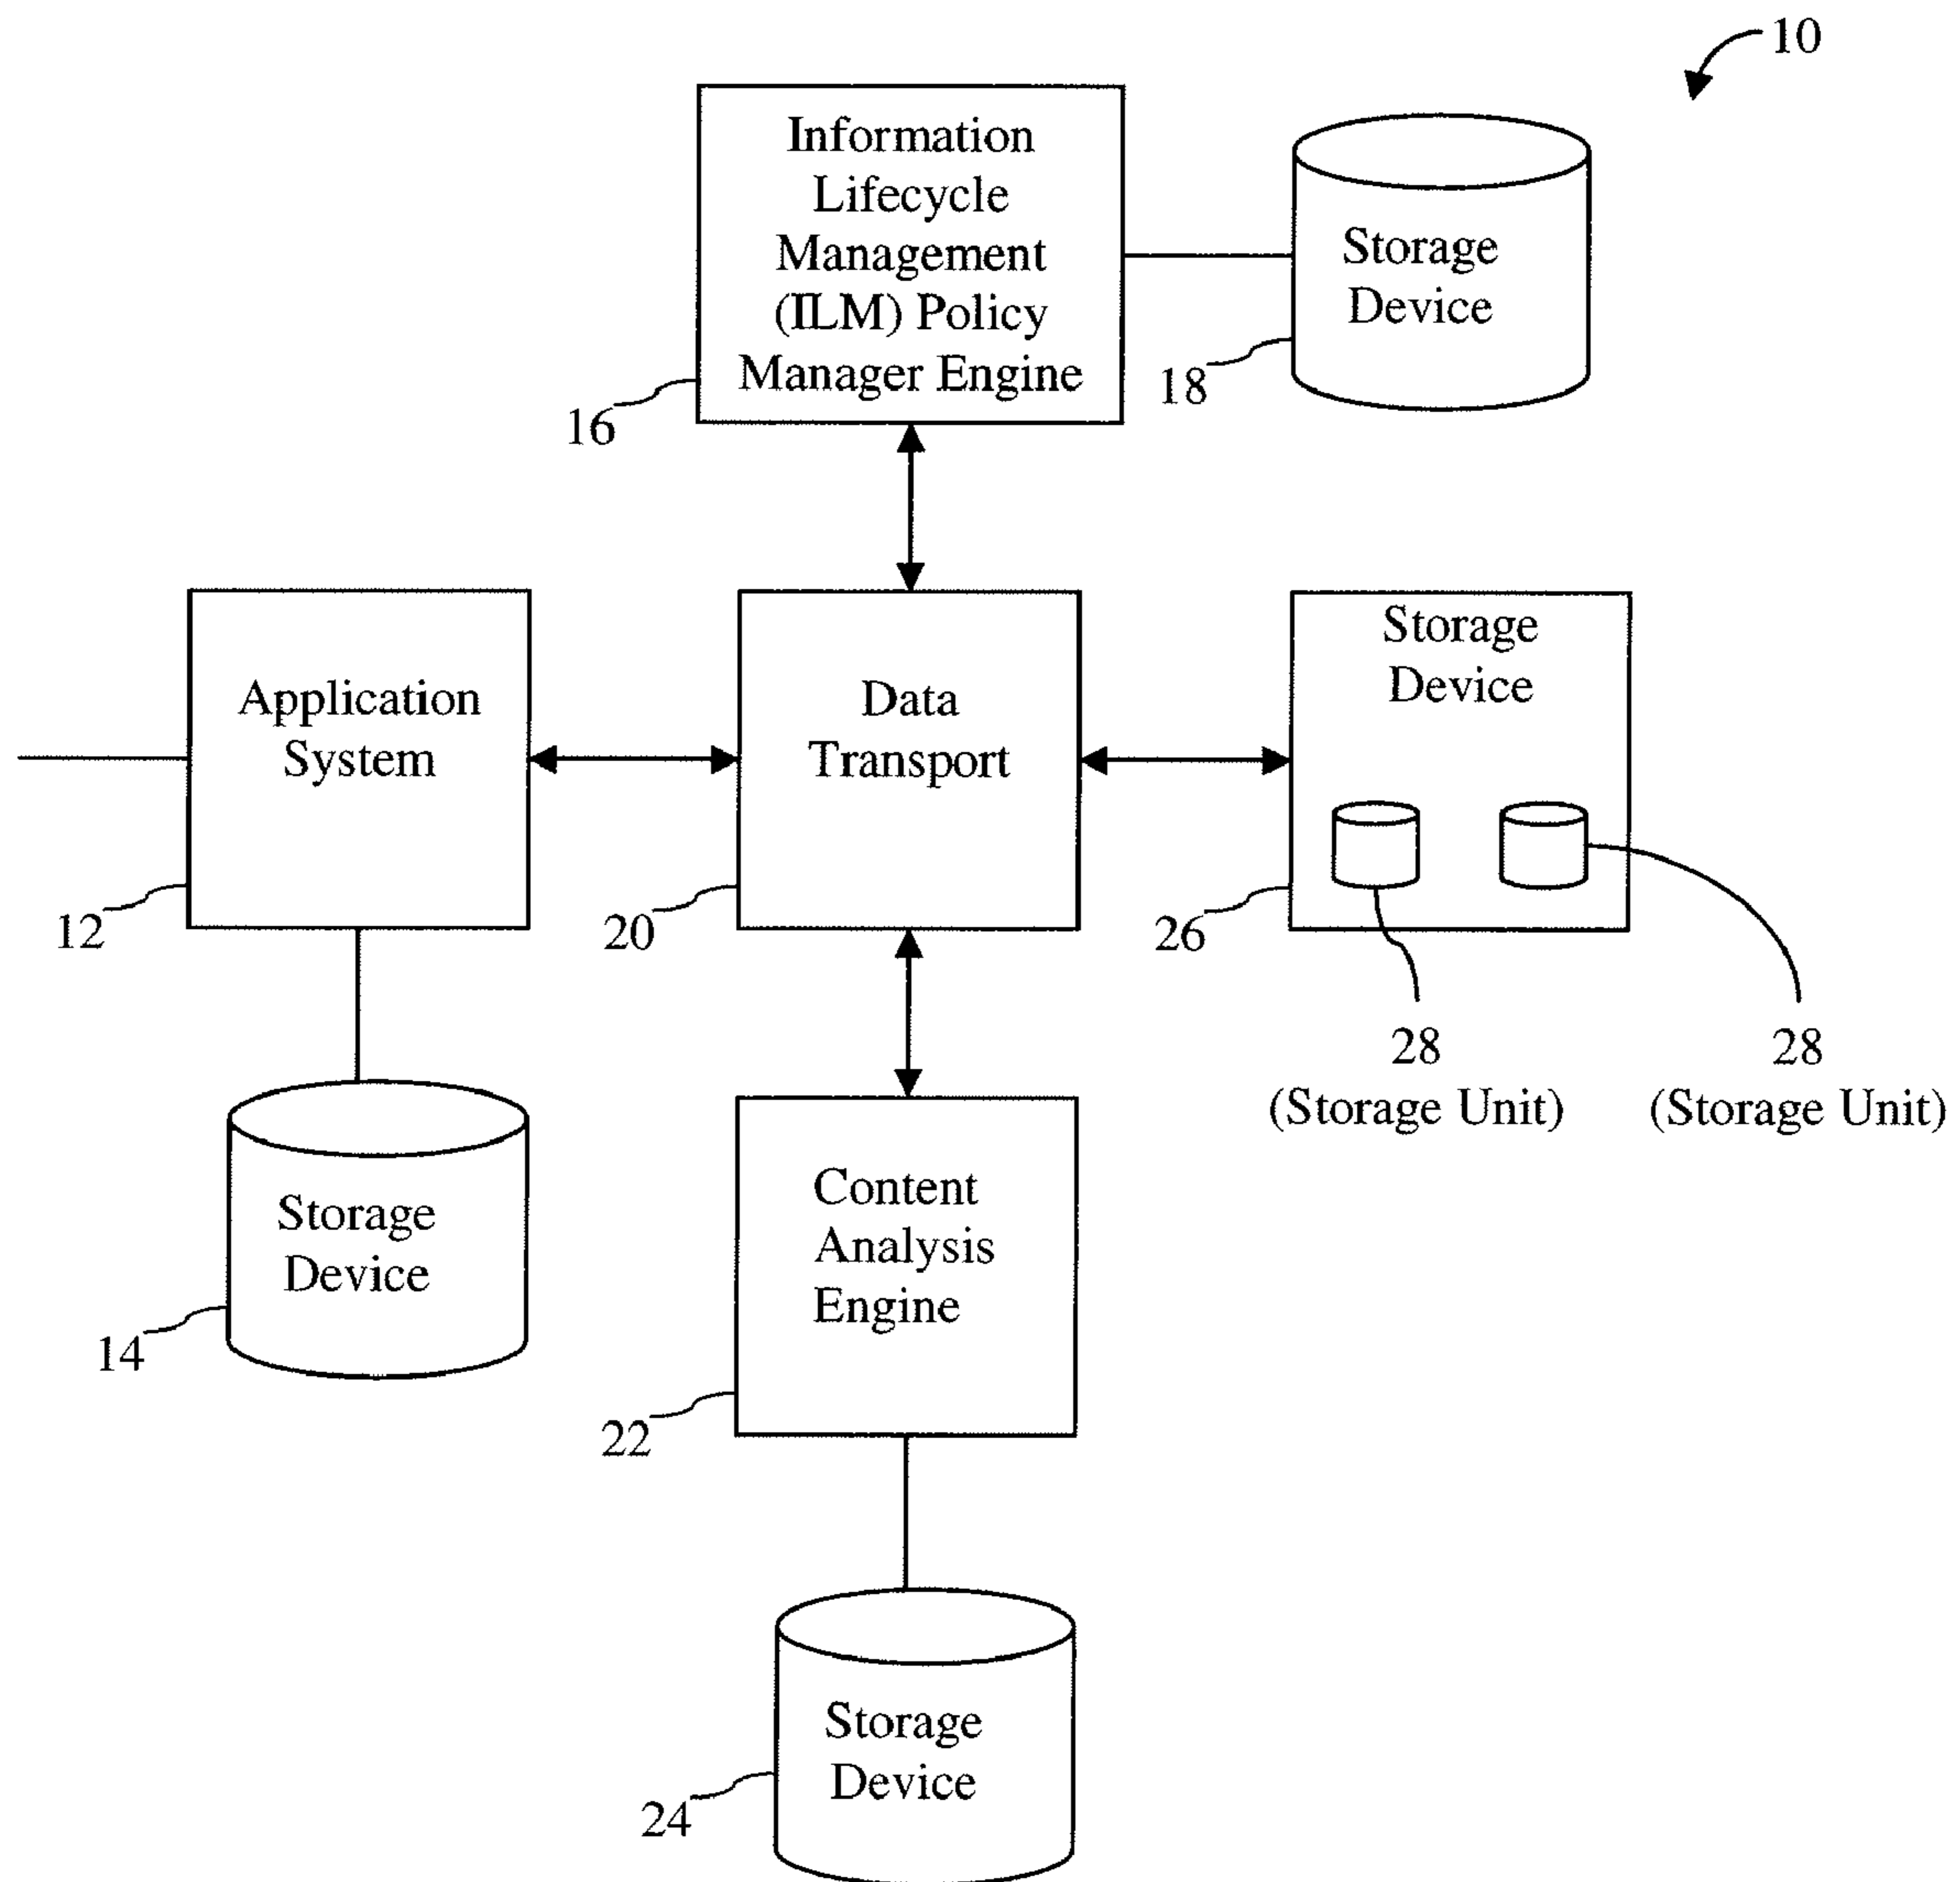 10
Information
Lifecycle
Management
(ILM) Policy
Manager Engine
16
Storage
Device
18
Application
System
12
Data
Transport
20
Storage
Device
26
28
(Storage Unit)
28
(Storage Unit)
Storage
Device
14
Content
Analysis
Engine
22
Storage
Device
24